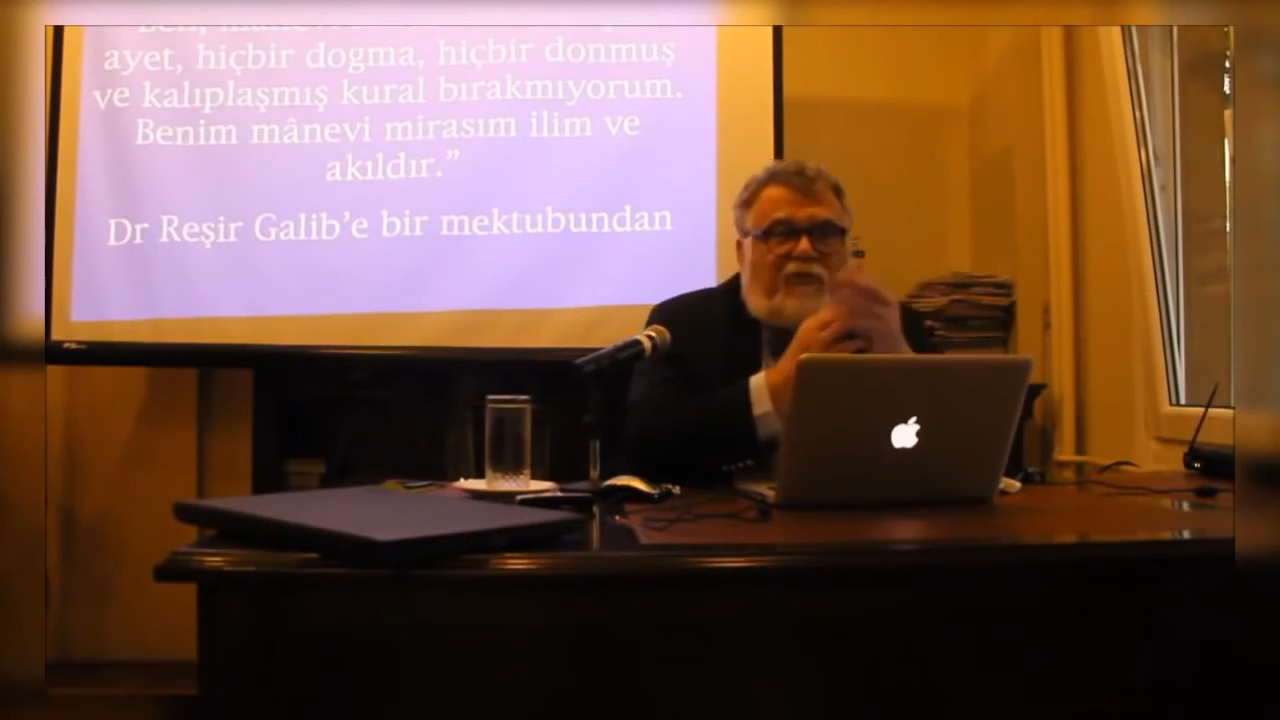 Ben,
ayet, hiçbir dogma, hiçbir donmuş
ve kalıplaşmış kural bırakmıyorum.
Benim mânevi mirasım ilim ve
akıldır.”
Dr Reşir Galib’e bir mektubundan